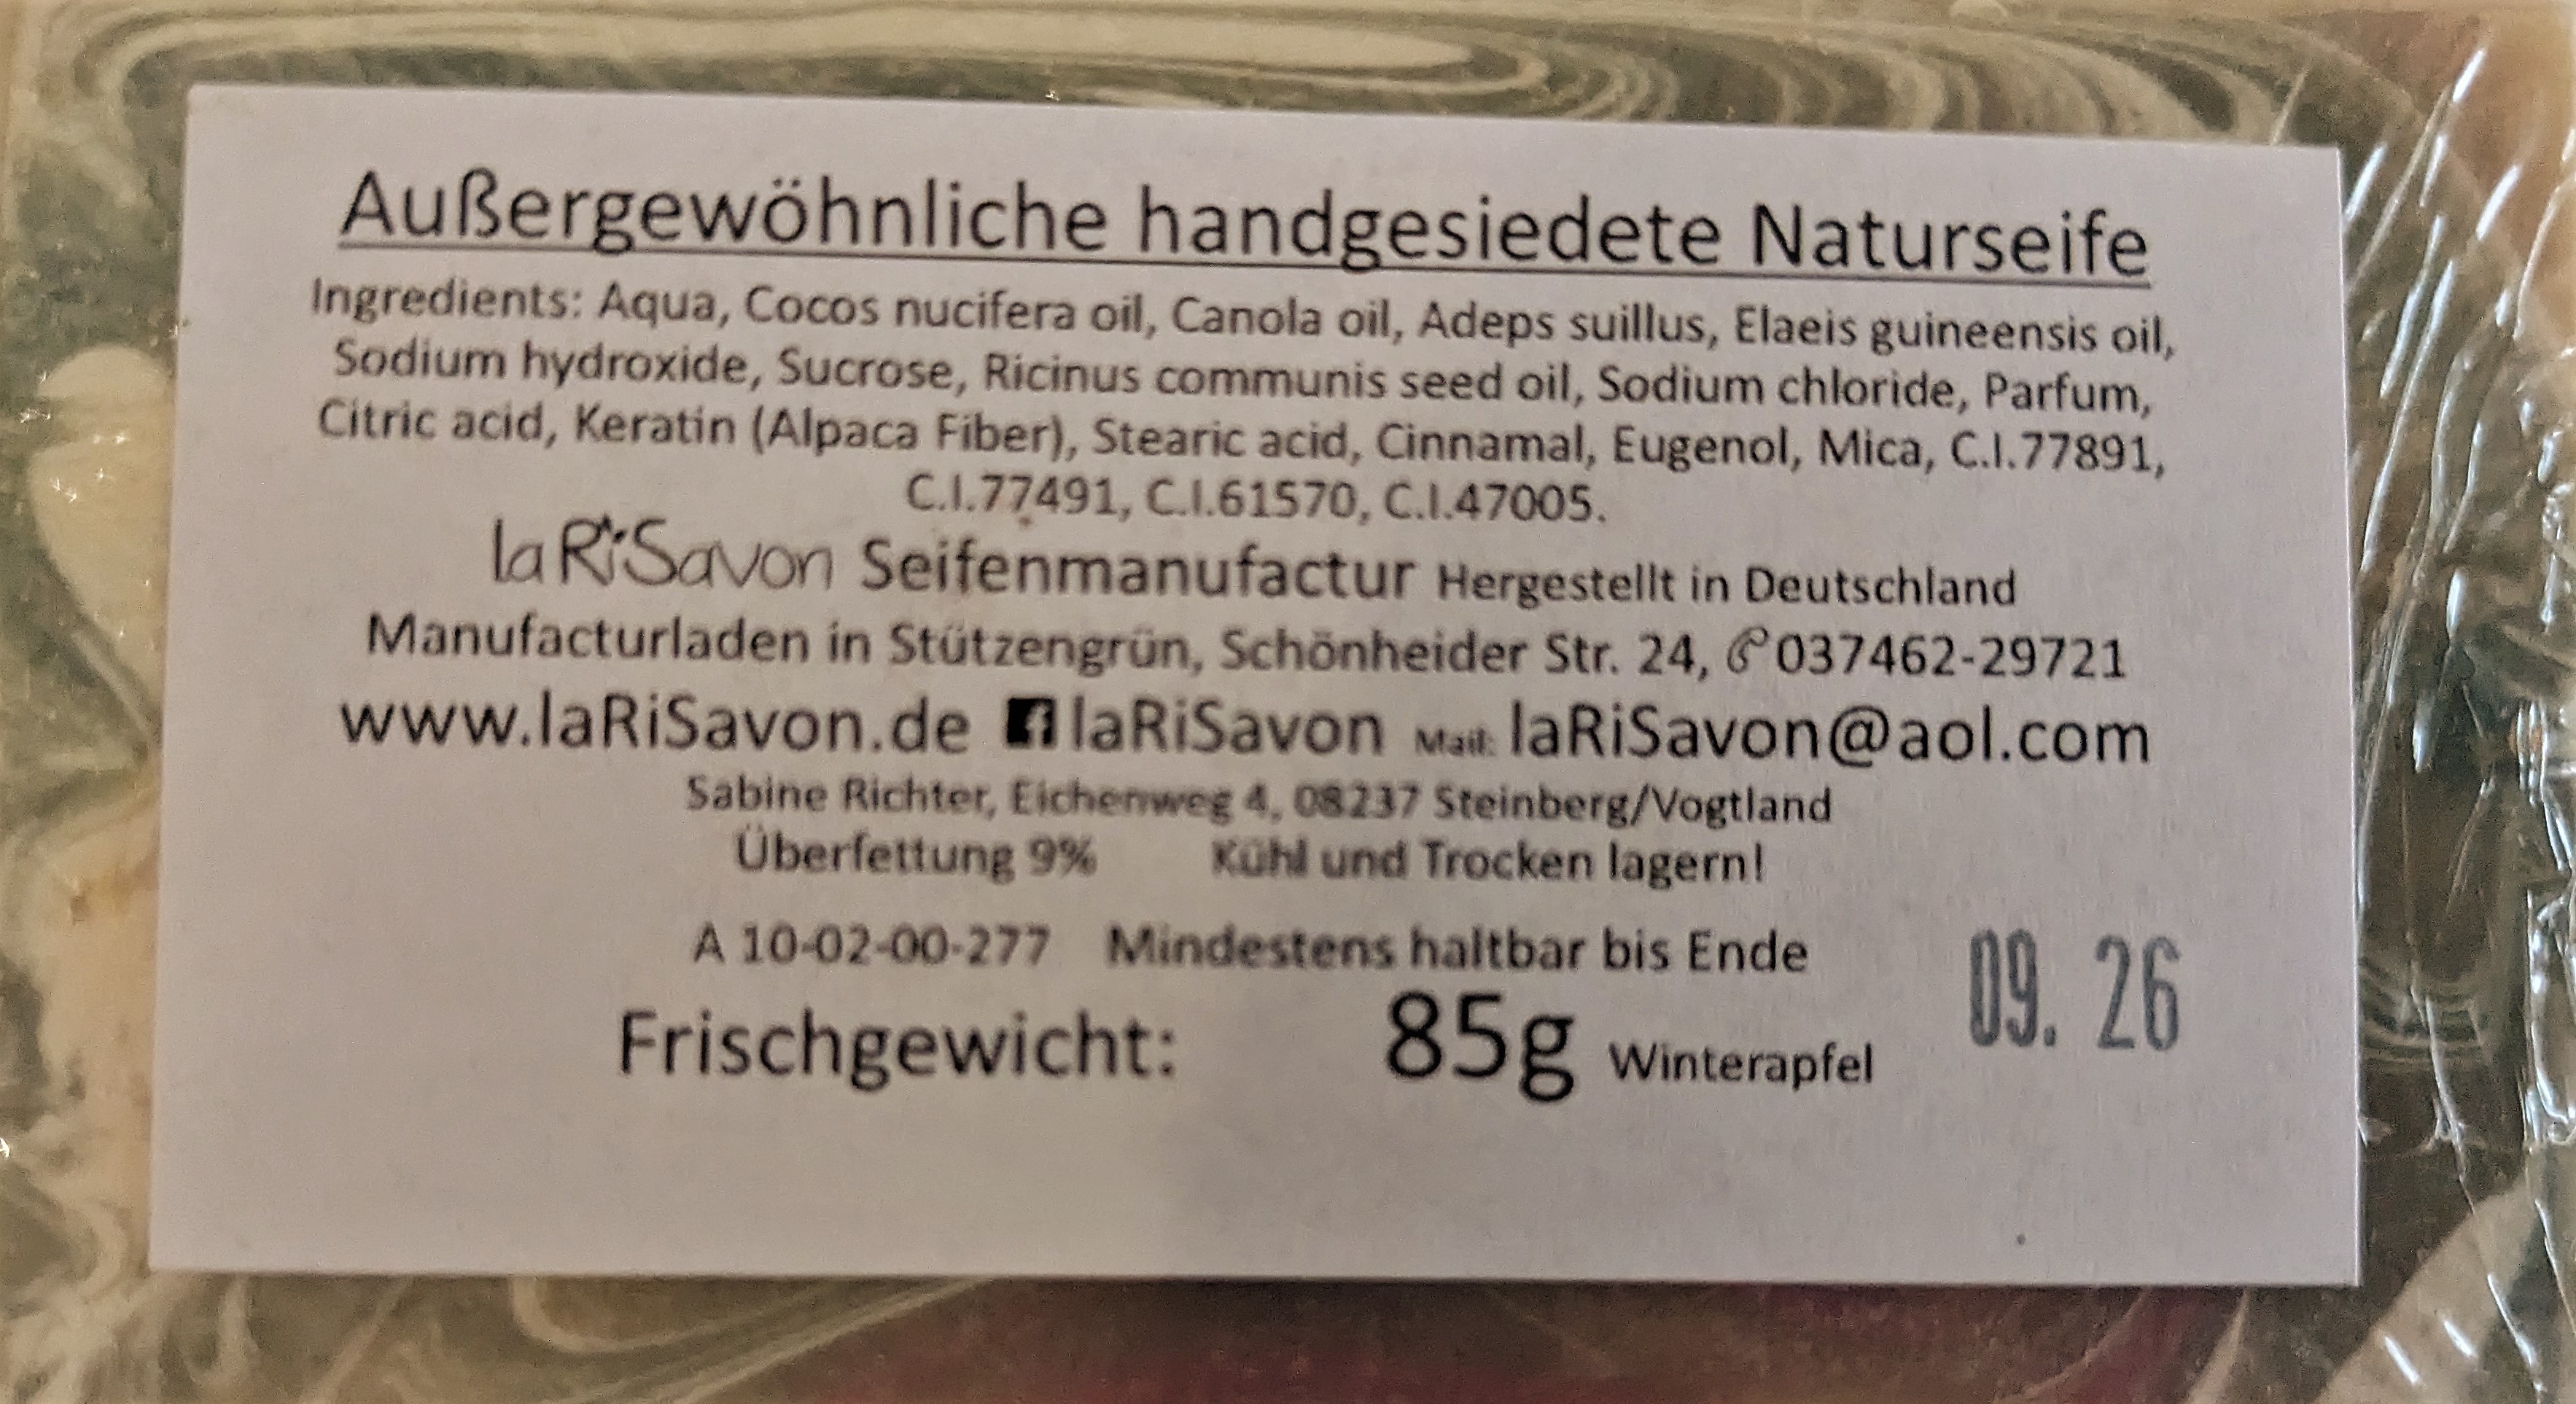 Außergewöhnliche handgesiedete Naturseife
Ingredients: Aqua, Cocos nucifera oil, Canola oil, Adeps suillus, Elaeis guineensis oil,
Sodium hydroxide, Sucrose, Ricinus communis seed oil, Sodium chloride, Parfum,
Citric acid, Keratin (Alpaca Fiber), Stearic acid, Cinnamal, Eugenol, Mica, C.I.77891,
C.I.77491, C.I.61570, C.I.47005.
laRiSavon Seifenmanufactur Hergestellt in Deutschland
Manufacturladen in Stützengrün, Schönheider Str. 24, ✆037462-29721
www.laRiSavon.de f laRiSavon Mail: laRiSavon@aol.com
Sabine Richter, Eichenweg 4, 08237 Steinberg/Vogtland
Überfettung 9% Kühl und Trocken lagern!
A 10-02-00-277 Mindestens haltbar bis Ende 09. 26
Frischgewicht: 85g Winterapfel